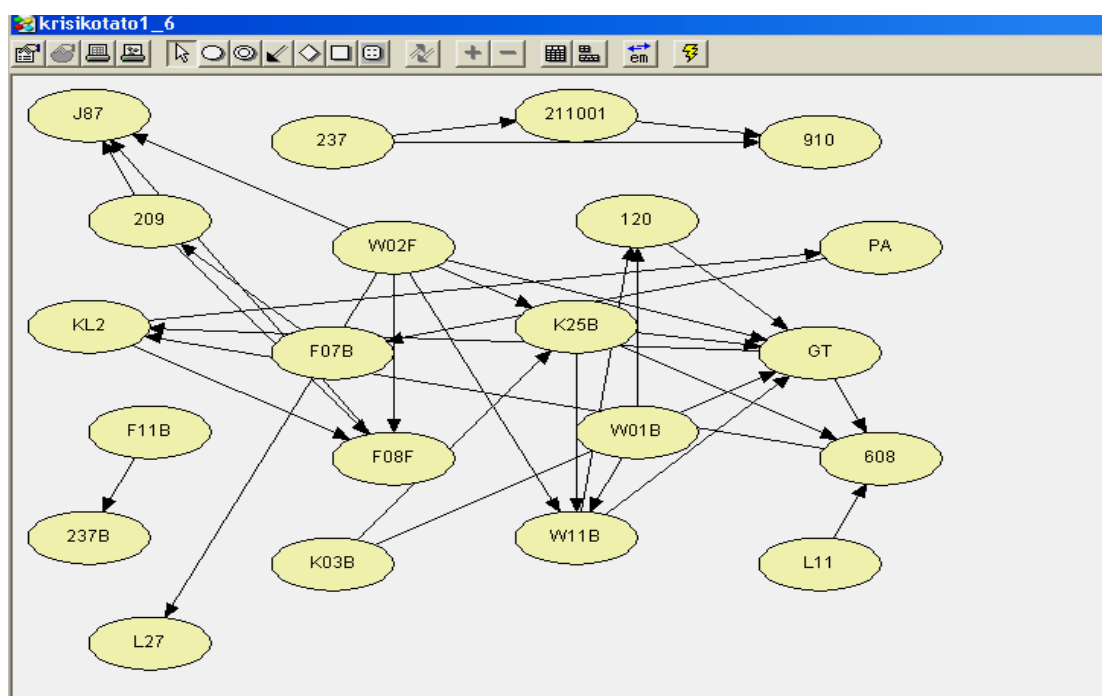 krisikotato1_6
em
J87
237
211001
910
209
W02F
120
PA
KL2
F07B
K25B
GT
F11B
F08F
W01B
608
237B
K03B
W11B
L11
L27